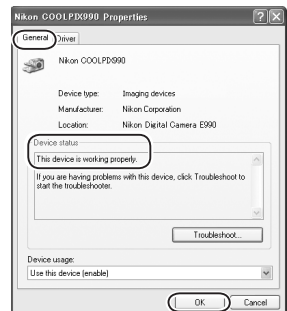 Nikon COOLPIX990 Properties
General Driver
Nikon COOLPIX990
Device type: Imaging devices
Manufacturer: Nikon Corporation
Location: Nikon Digital Camera E990
Device status
This device is working properly.
If you are having problems with this device, click Troubleshoot to
start the troubleshooter.
Troubleshoot...
Device usage:
Use this device (enable)
OK Cancel